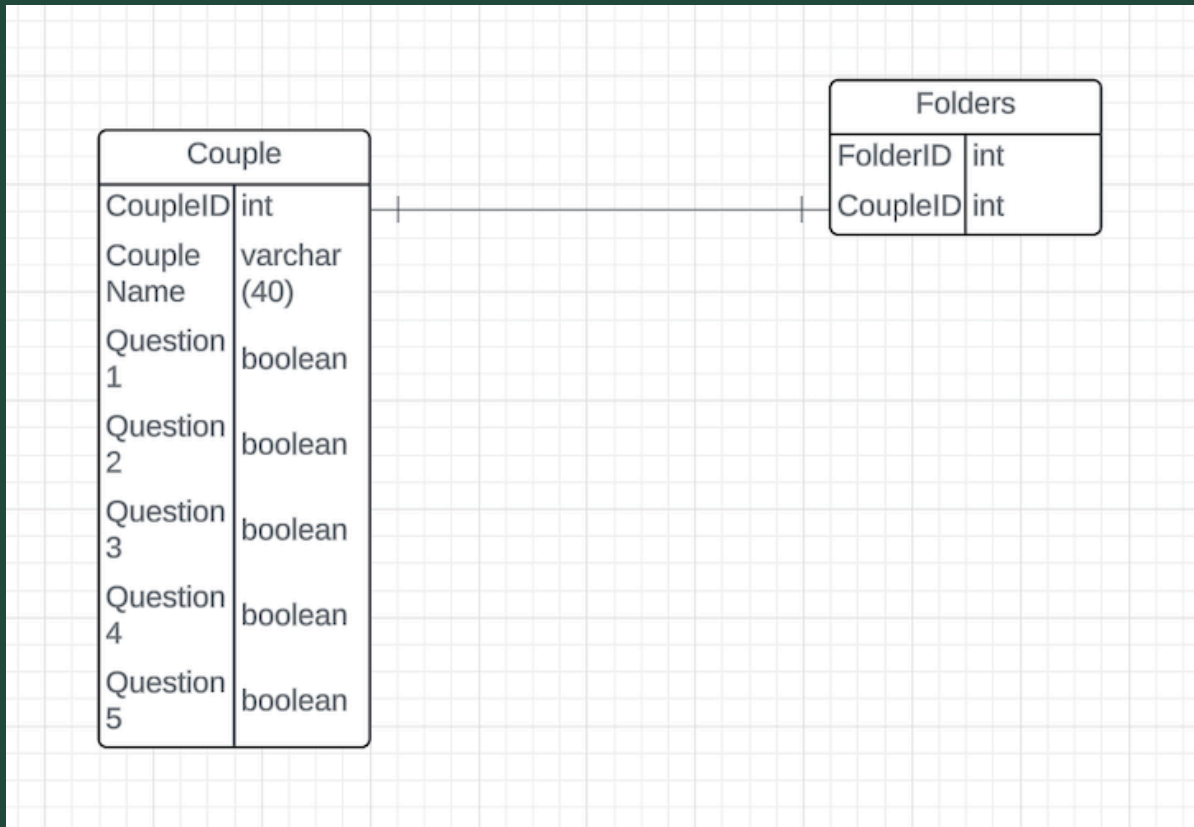 Couple
CoupleID int
Couple Name varchar (40)
Question 1 boolean
Question 2 boolean
Question 3 boolean
Question 4 boolean
Question 5 boolean
Folders
FolderID int
CoupleID int